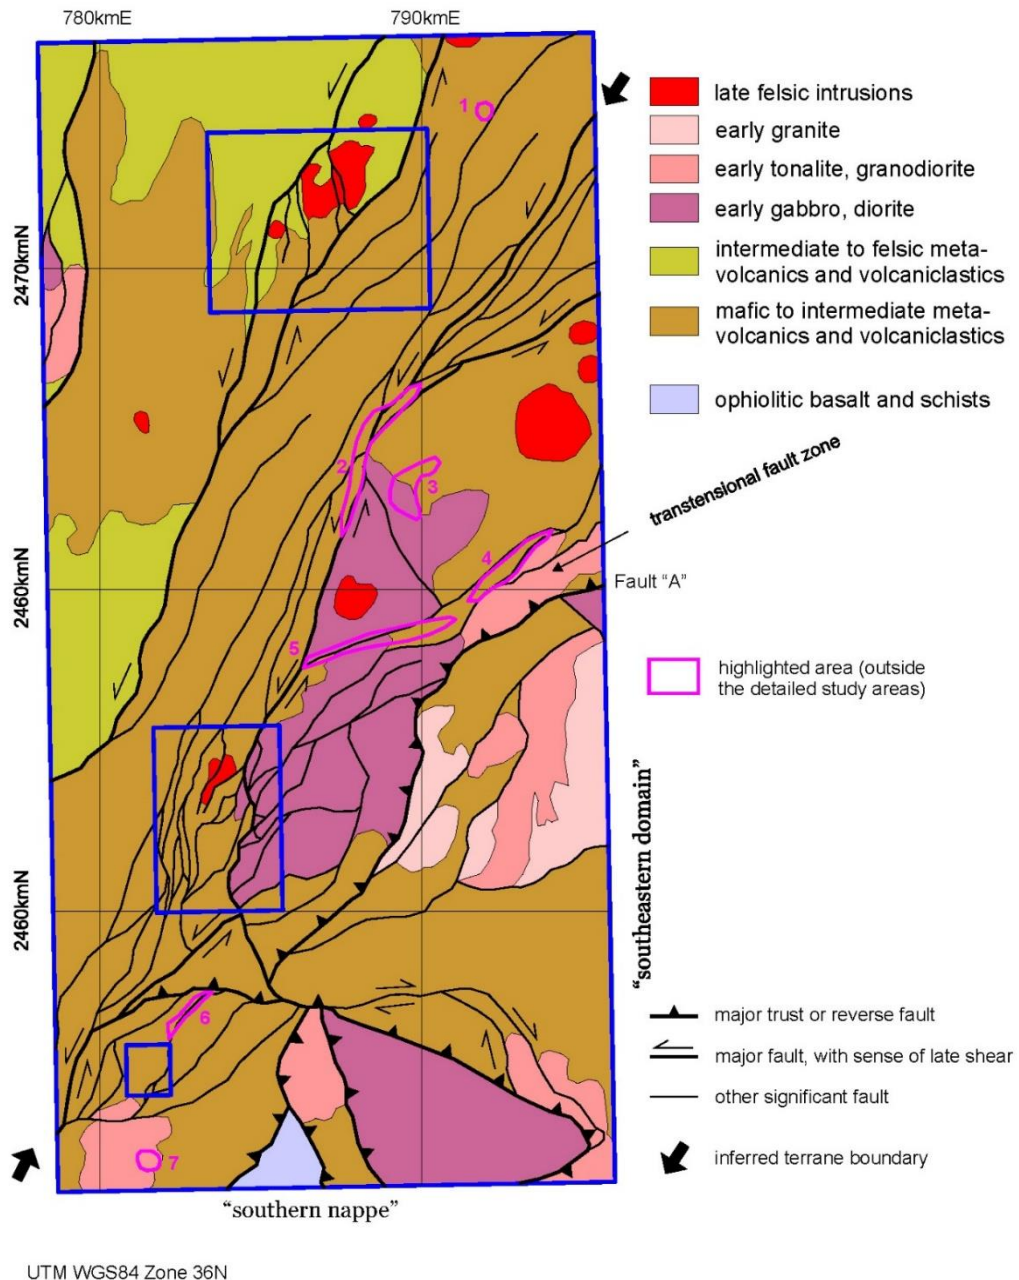 780kmE
790kmE
1
late felsic intrusions
early granite
early tonalite, granodiorite
early gabbro, diorite
intermediate to felsic meta-
volcanics and volcaniclastics
mafic to intermediate meta-
volcanics and volcaniclastics
ophiolitic basalt and schists
2470kmN
2
3
transtensional fault zone
4
Fault “A”
2460kmN
5
highlighted area (outside
the detailed study areas)
"southeastern domain"
2460kmN
6
major trust or reverse fault
major fault, with sense of late shear
other significant fault
7
inferred terrane boundary
“southern nappe”
UTM WGS84 Zone 36N